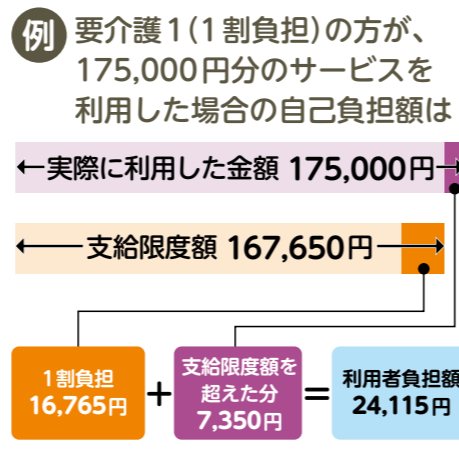 例 要介護1(1割負担)の方が、
175,000円分のサービスを
利用した場合の自己負担額は
実際に利用した金額 175,000円
支給限度額 167,650円
1割負担
16,765円
+
支給限度額を
超えた分
7,350円
=
利用者負担額
24,115円